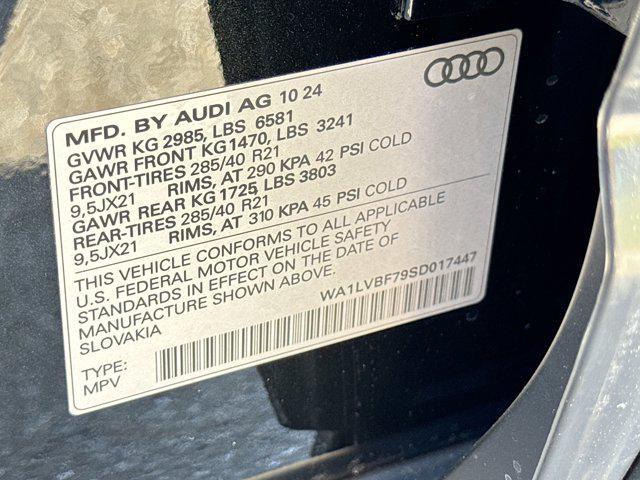 MFD. BY AUDI AG 10 24
GVWR KG 2985, LBS 6581
GAWR FRONT KG1470, LBS 3241
FRONT-TIRES 285/40 R21
9,5JX21 RIMS, AT 290 KPA 42 PSI COLD
GAWR REAR KG 1725, LBS 3803
REAR-TIRES 285/40 R21
9,5JX21 RIMS, AT 310 KPA 45 PSI COLD
THIS VEHICLE CONFORMS TO ALL APPLICABLE
U.S. FEDERAL MOTOR VEHICLE SAFETY
STANDARDS IN EFFECT ON THE DATE OF
MANUFACTURE SHOWN ABOVE.
SLOVAKIA WA1LVBF79SD017447
TYPE:
MPV